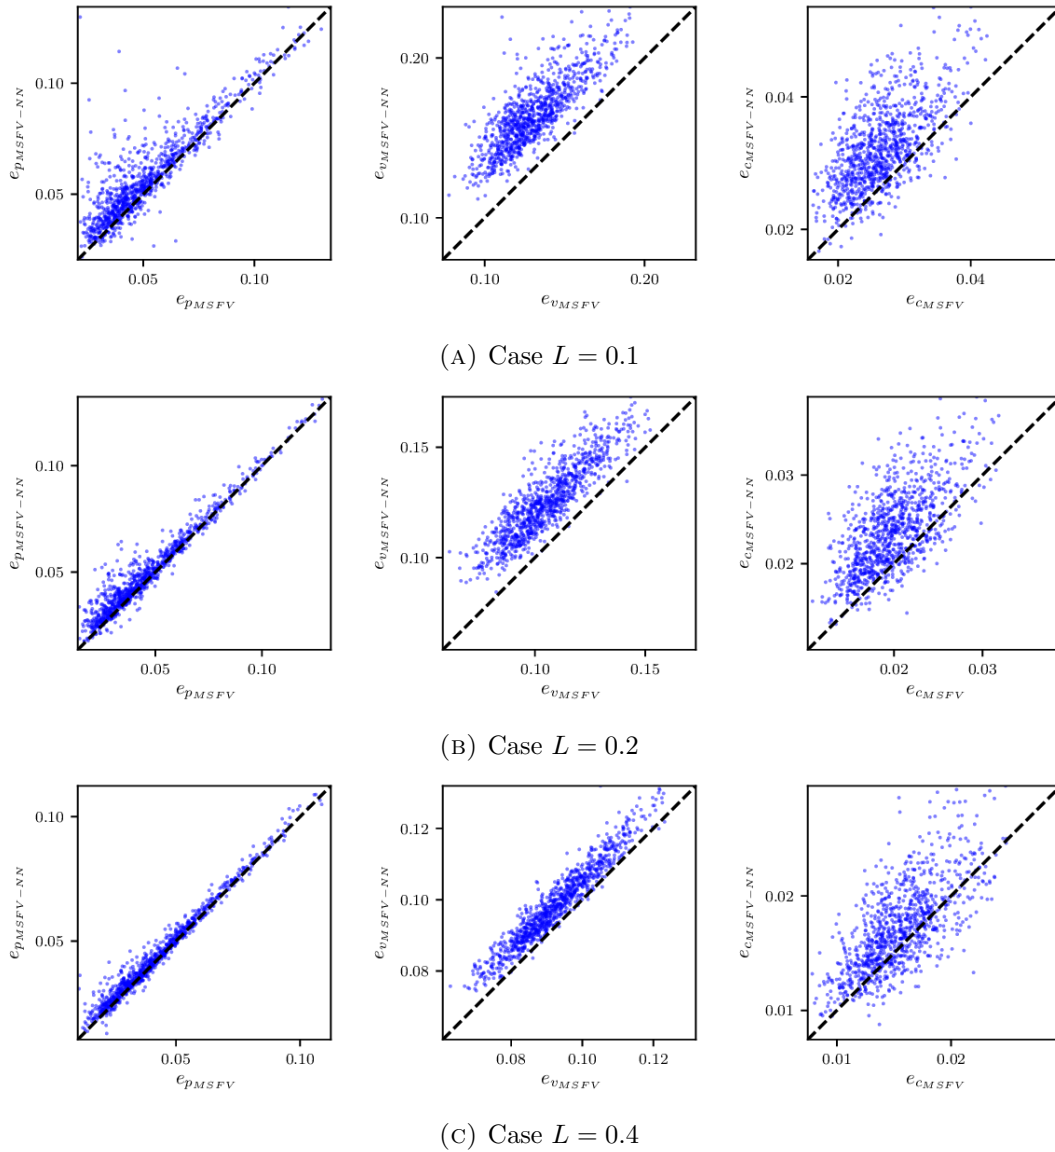 0.10
0.05
0.05 0.10
e_{p_{MSFV-NN}}
e_{p_{MSFV}}
0.20
0.10
0.10 0.20
e_{v_{MSFV-NN}}
e_{v_{MSFV}}
0.04
0.02
0.02 0.04
e_{c_{MSFV-NN}}
e_{c_{MSFV}}
(A) Case L = 0.1
0.10
0.05
0.05 0.10
e_{p_{MSFV-NN}}
e_{p_{MSFV}}
0.15
0.10
0.10 0.15
e_{v_{MSFV-NN}}
e_{v_{MSFV}}
0.03
0.02
0.02 0.03
e_{c_{MSFV-NN}}
e_{c_{MSFV}}
(B) Case L = 0.2
0.10
0.05
0.05 0.10
e_{p_{MSFV-NN}}
e_{p_{MSFV}}
0.12
0.10
0.08
0.08 0.10 0.12
e_{v_{MSFV-NN}}
e_{v_{MSFV}}
0.02
0.01
0.01 0.02
e_{c_{MSFV-NN}}
e_{c_{MSFV}}
(C) Case L = 0.4